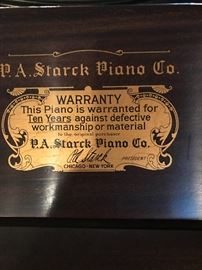 P.A. Starck Piano Co.
WARRANTY
This Piano is warranted for
Ten Years against defective
workmanship or material
to the original purchaser
P.A. Starck Piano Co.
PRESIDENT
CHICAGO - NEW YORK